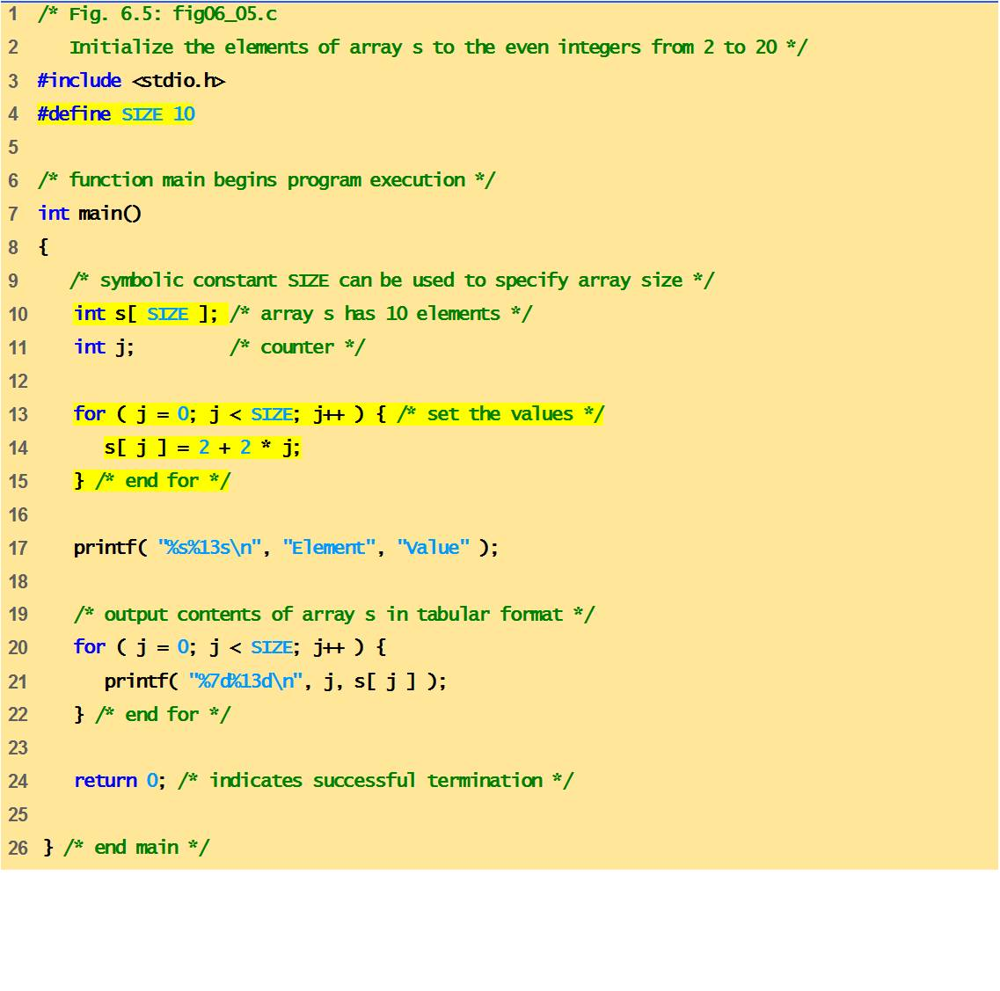 1 /* Fig. 6.5: fig06_05.c
2 Initialize the elements of array s to the even integers from 2 to 20 */
3 #include <stdio.h>
4 #define SIZE 10
5
6 /* function main begins program execution */
7 int main()
8 {
9 /* symbolic constant SIZE can be used to specify array size */
10 int s[ SIZE ]; /* array s has 10 elements */
11 int j; /* counter */
12
13 for ( j = 0; j < SIZE; j++ ) { /* set the values */
14 s[ j ] = 2 + 2 * j;
15 } /* end for */
16
17 printf( "%s%13s\n", "Element", "Value" );
18
19 /* output contents of array s in tabular format */
20 for ( j = 0; j < SIZE; j++ ) {
21 printf( "%7d%13d\n", j, s[ j ] );
22 } /* end for */
23
24 return 0; /* indicates successful termination */
25
26 } /* end main */